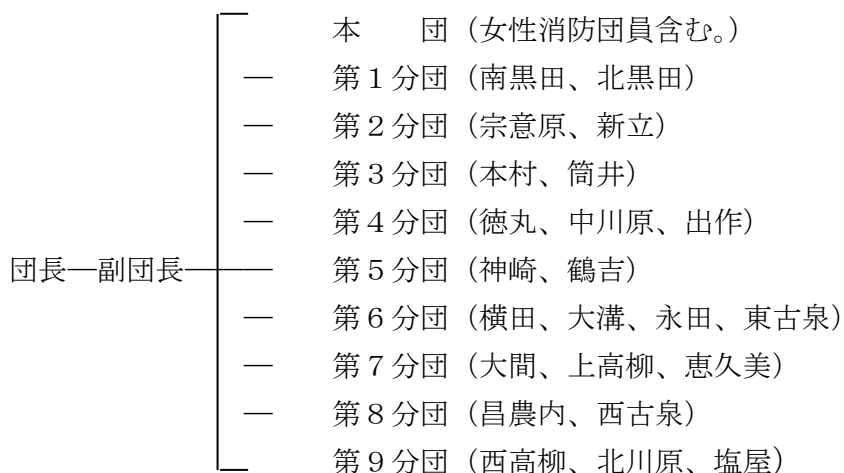 本　　団（女性消防団員含む。）
第１分団（南黒田、北黒田）
第２分団（宗意原、新立）
第３分団（本村、筒井）
第４分団（徳丸、中川原、出作）
団長―副団長
第５分団（神崎、鶴吉）
第６分団（横田、大溝、永田、東古泉）
第７分団（大間、上高柳、恵久美）
第８分団（昌農内、西古泉）
第９分団（西高柳、北川原、塩屋）